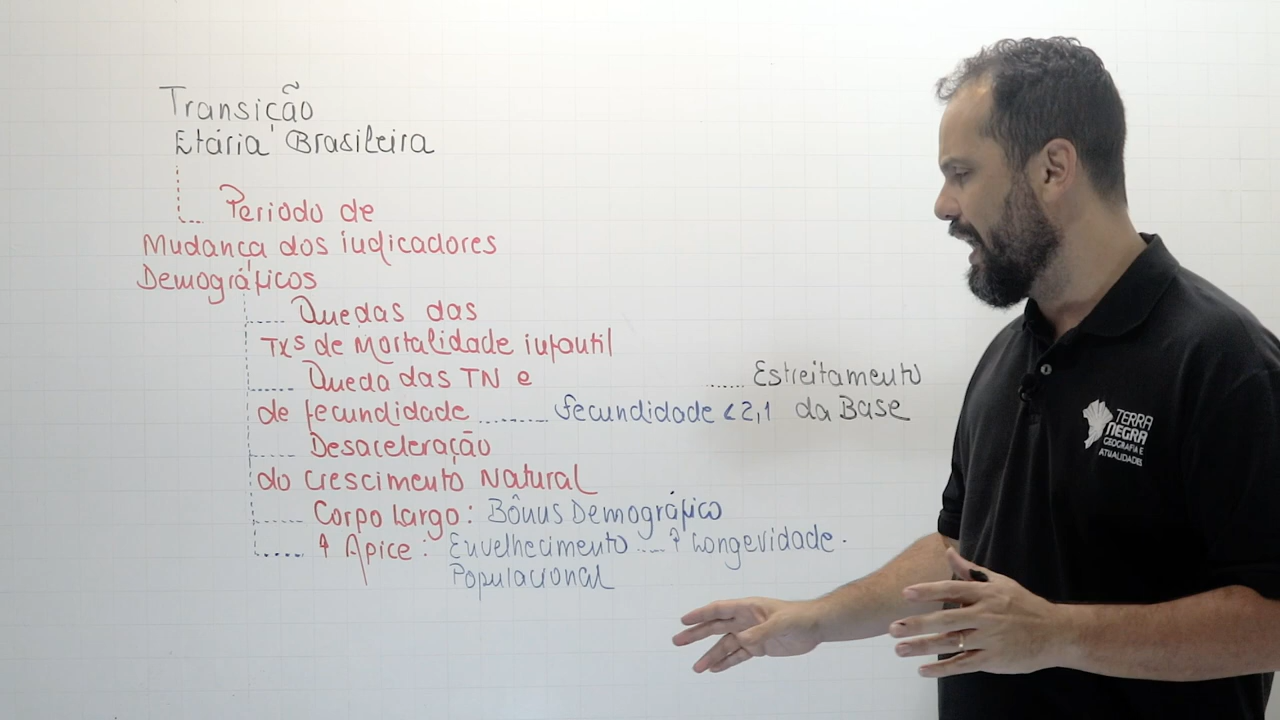 Transição
Etária Brasileira
Período de
Mudança dos indicadores
Demográficos
Quedas das
Txs de Mortalidade infantil
Queda das TN e
de fecundidade ........ fecundidade < 2,1
...... Estreitamento
da Base
Desaceleração
do crescimento Natural
Corpo Largo: Bônus Demográfico
↑ Ápice: Envelhecimento ..... ↑ Longevidade.
Populacional
TERRA
NEGRA
GEOGRAFIA E
ATUALIDADES